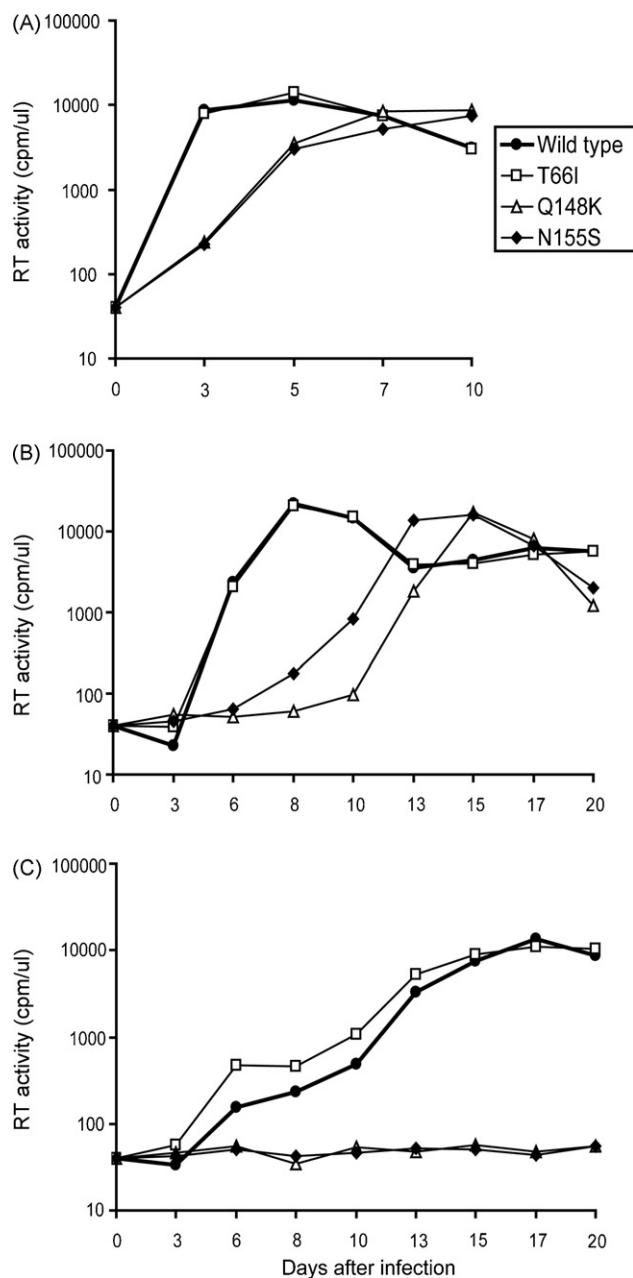 (A)
100000
10000
1000
100
10
RT activity (cpm/ul)
0 3 5 7 10
Wild type
T66I
Q148K
N155S
(B)
100000
10000
1000
100
10
RT activity (cpm/ul)
0 3 6 8 10 13 15 17 20
(C)
100000
10000
1000
100
10
RT activity (cpm/ul)
0 3 6 8 10 13 15 17 20
Days after infection